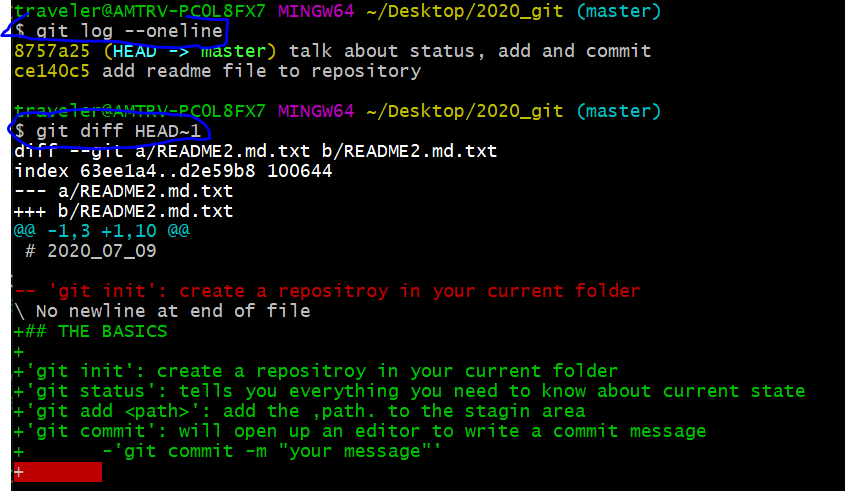 traveler@AMTRV-PCOL8FX7 MINGW64 ~/Desktop/2020_git (master)
$ git log --oneline
8757a25 (HEAD -> master) talk about status, add and commit
ce140c5 add readme file to repository
traveler@AMTRV-PCOL8FX7 MINGW64 ~/Desktop/2020_git (master)
$ git diff HEAD~1
diff --git a/README2.md.txt b/README2.md.txt
index 63ee1a4..d2e59b8 100644
--- a/README2.md.txt
+++ b/README2.md.txt
@@ -1,3 +1,10 @@
 # 2020_07_09
-- 'git init': create a repositroy in your current folder
\ No newline at end of file
+## THE BASICS
+
+'git init': create a repositroy in your current folder
+'git status': tells you everything you need to know about current state
+'git add <path>': add the ,path. to the stagin area
+'git commit': will open up an editor to write a commit message
+       -'git commit -m "your message"'
+